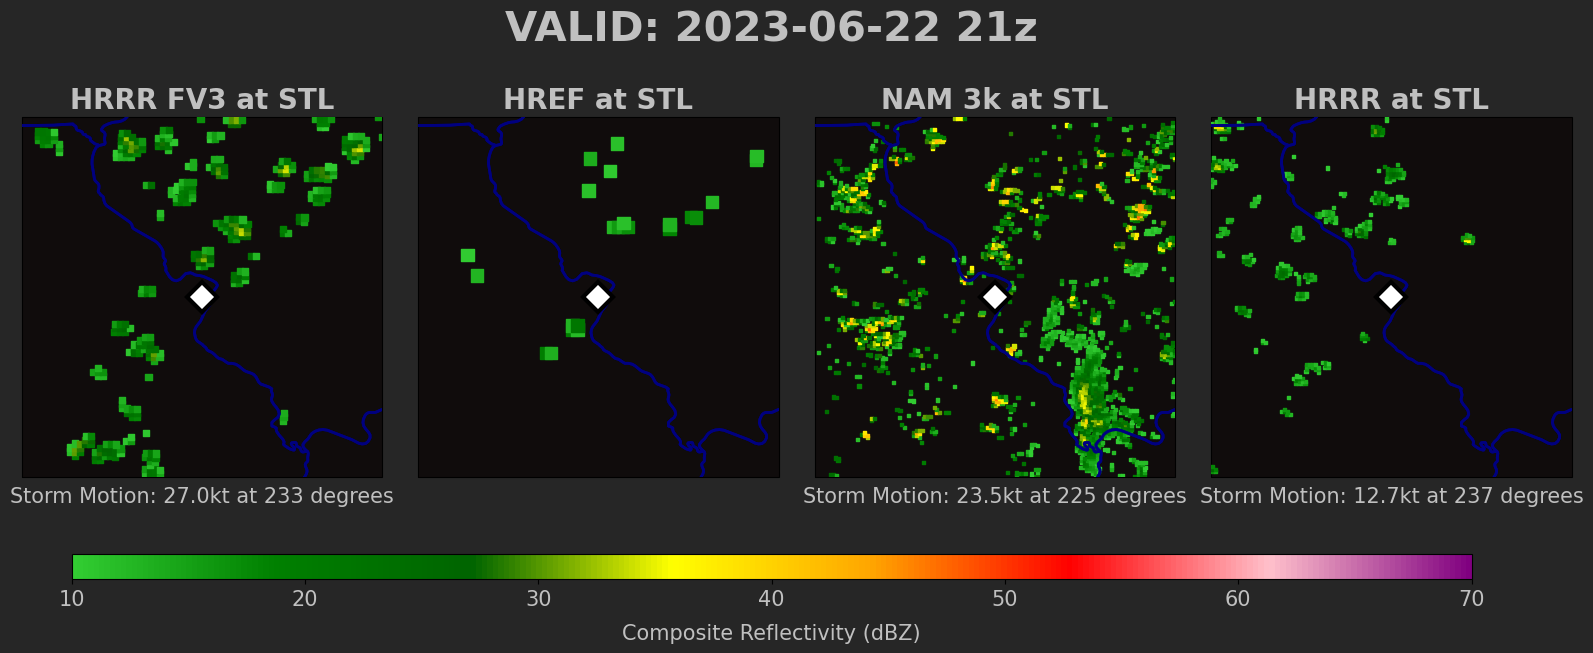 VALID: 2023-06-22 21z
HRRR FV3 at STL
HREF at STL
NAM 3k at STL
HRRR at STL
Storm Motion: 27.0kt at 233 degrees
Storm Motion: 23.5kt at 225 degrees
Storm Motion: 12.7kt at 237 degrees
10 20 30 40 50 60 70
Composite Reflectivity (dBZ)